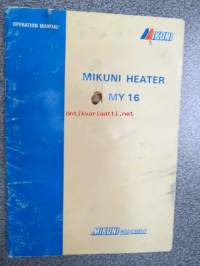 OPERATION MANUAL
MIKUNI
MIKUNI HEATER
MY 16
MIKUNI CORPORATION
antikvariaatti.net